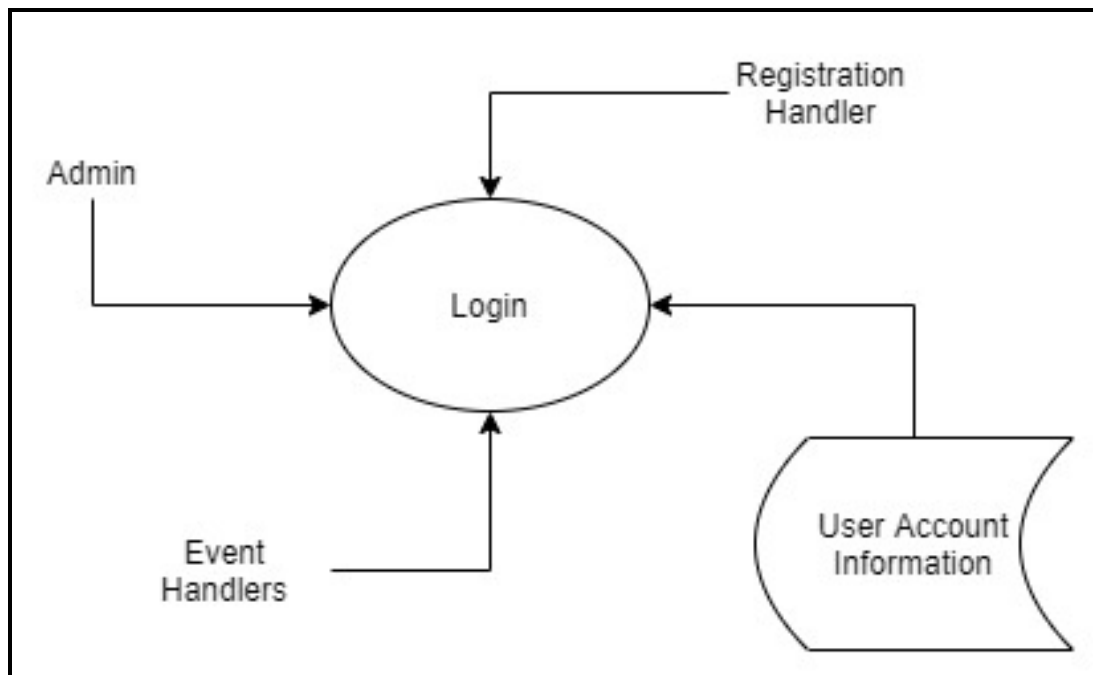 Registration
Handler
Admin
Login
User Account
Information
Event
Handlers